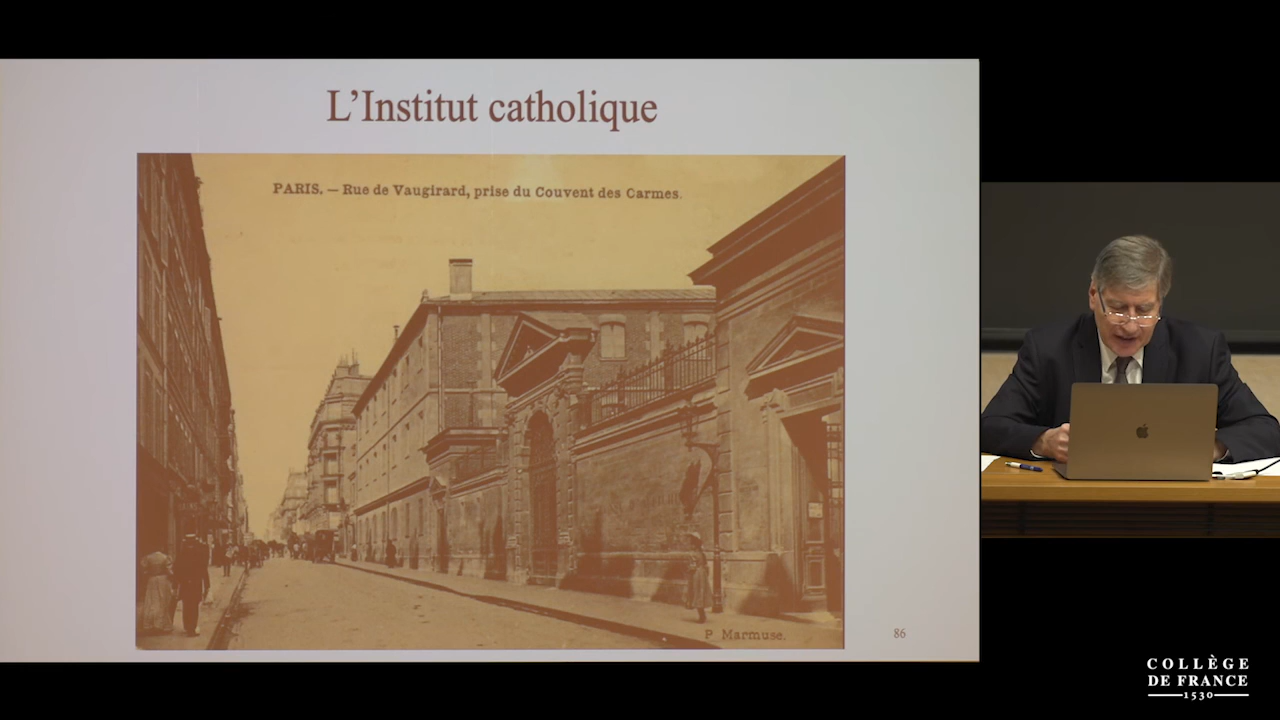 L’Institut catholique
PARIS. — Rue de Vaugirard, prise du Couvent des Carmes.
P. Marmuse.
86
COLLÈGE
DE FRANCE
1530